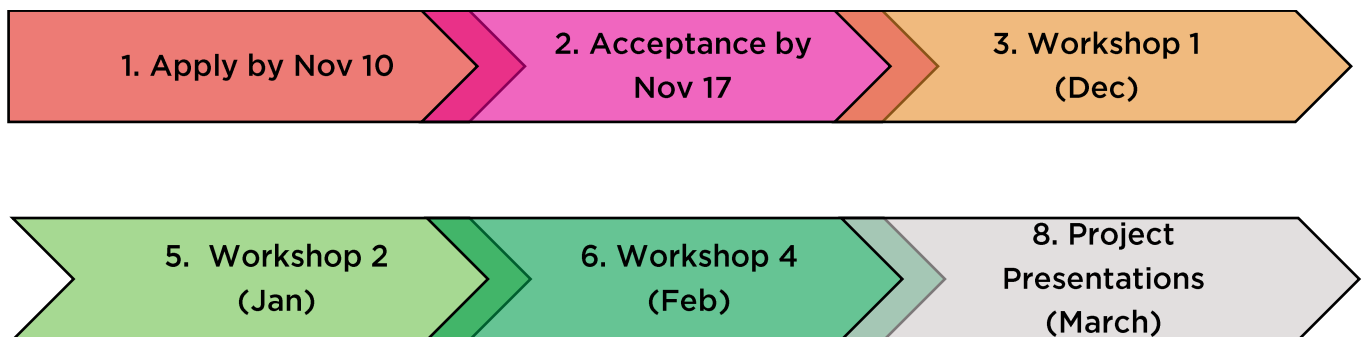 1. Apply by Nov 10
2. Acceptance by
Nov 17
3. Workshop 1
(Dec)
5.  Workshop 2
(Jan)
6. Workshop 4
(Feb)
8. Project
Presentations
(March)